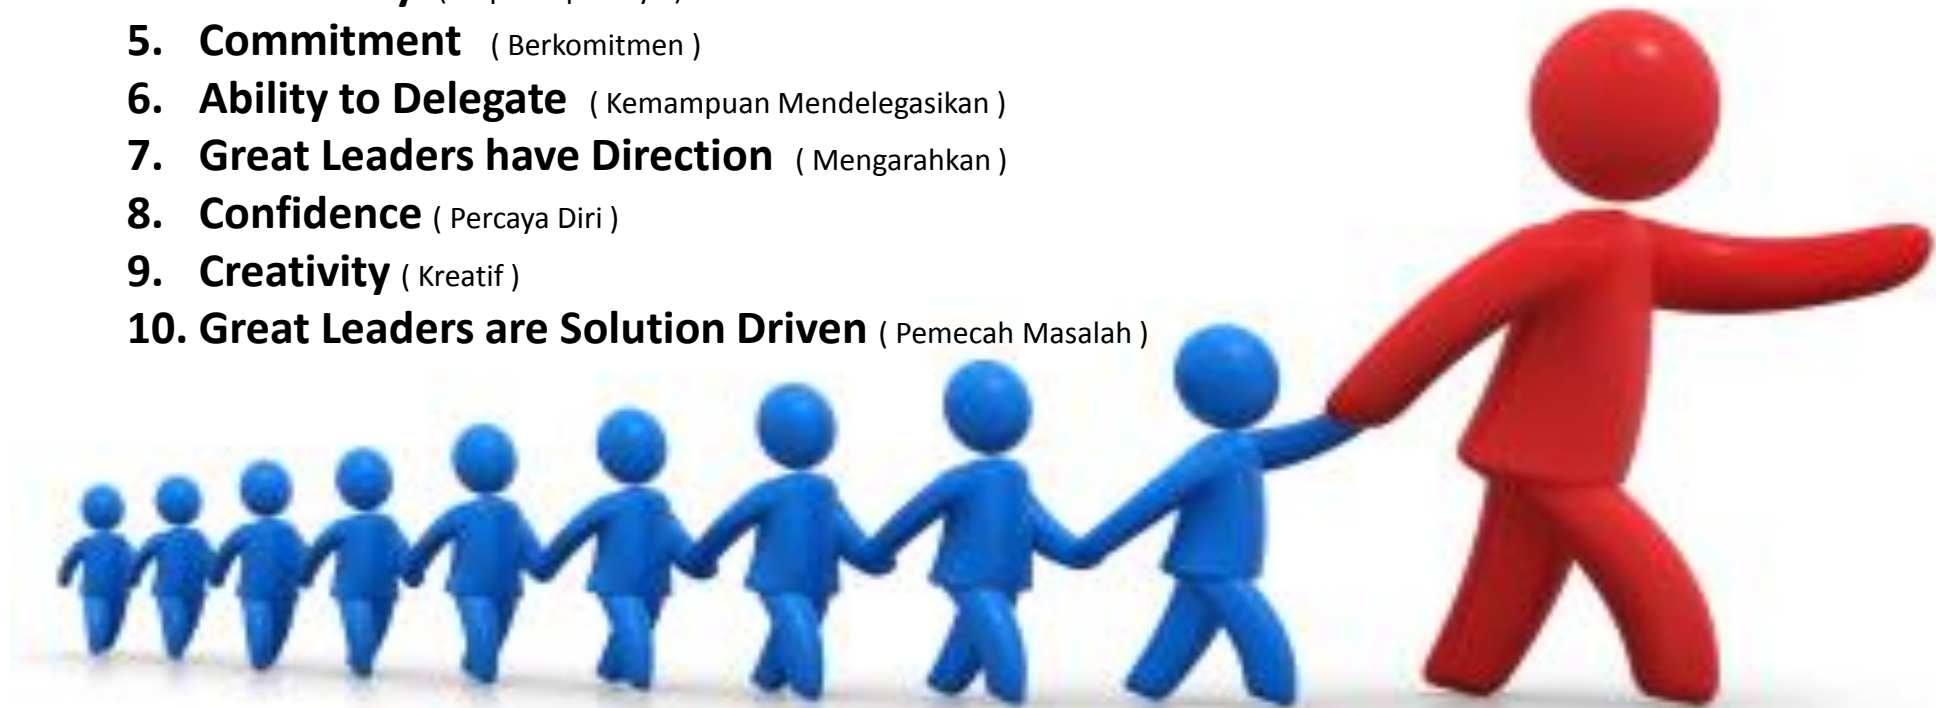 5. Commitment ( Berkomitmen )
6. Ability to Delegate ( Kemampuan Mendelegasikan )
7. Great Leaders have Direction ( Mengarahkan )
8. Confidence ( Percaya Diri )
9. Creativity ( Kreatif )
10. Great Leaders are Solution Driven ( Pemecah Masalah )